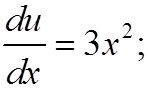 du/dx = 3x²;